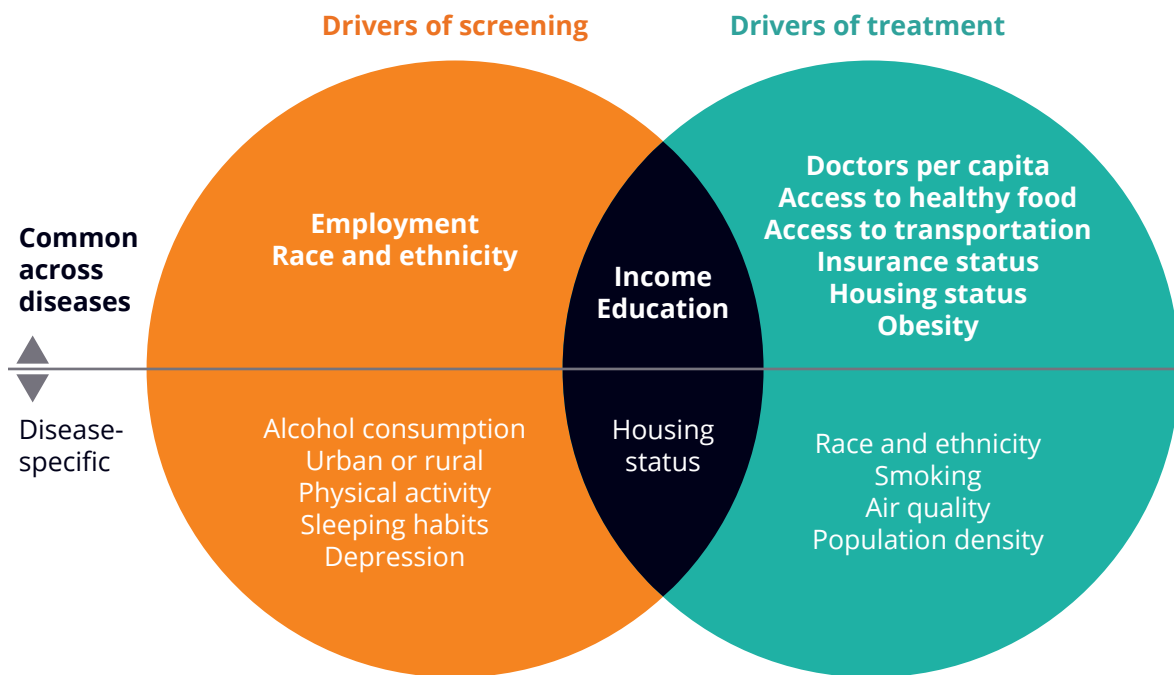 Drivers of screening
Drivers of treatment
Common
across
diseases
Employment
Race and ethnicity
Income
Education
Doctors per capita
Access to healthy food
Access to transportation
Insurance status
Housing status
Obesity
Disease-
specific
Alcohol consumption
Urban or rural
Physical activity
Sleeping habits
Depression
Housing
status
Race and ethnicity
Smoking
Air quality
Population density